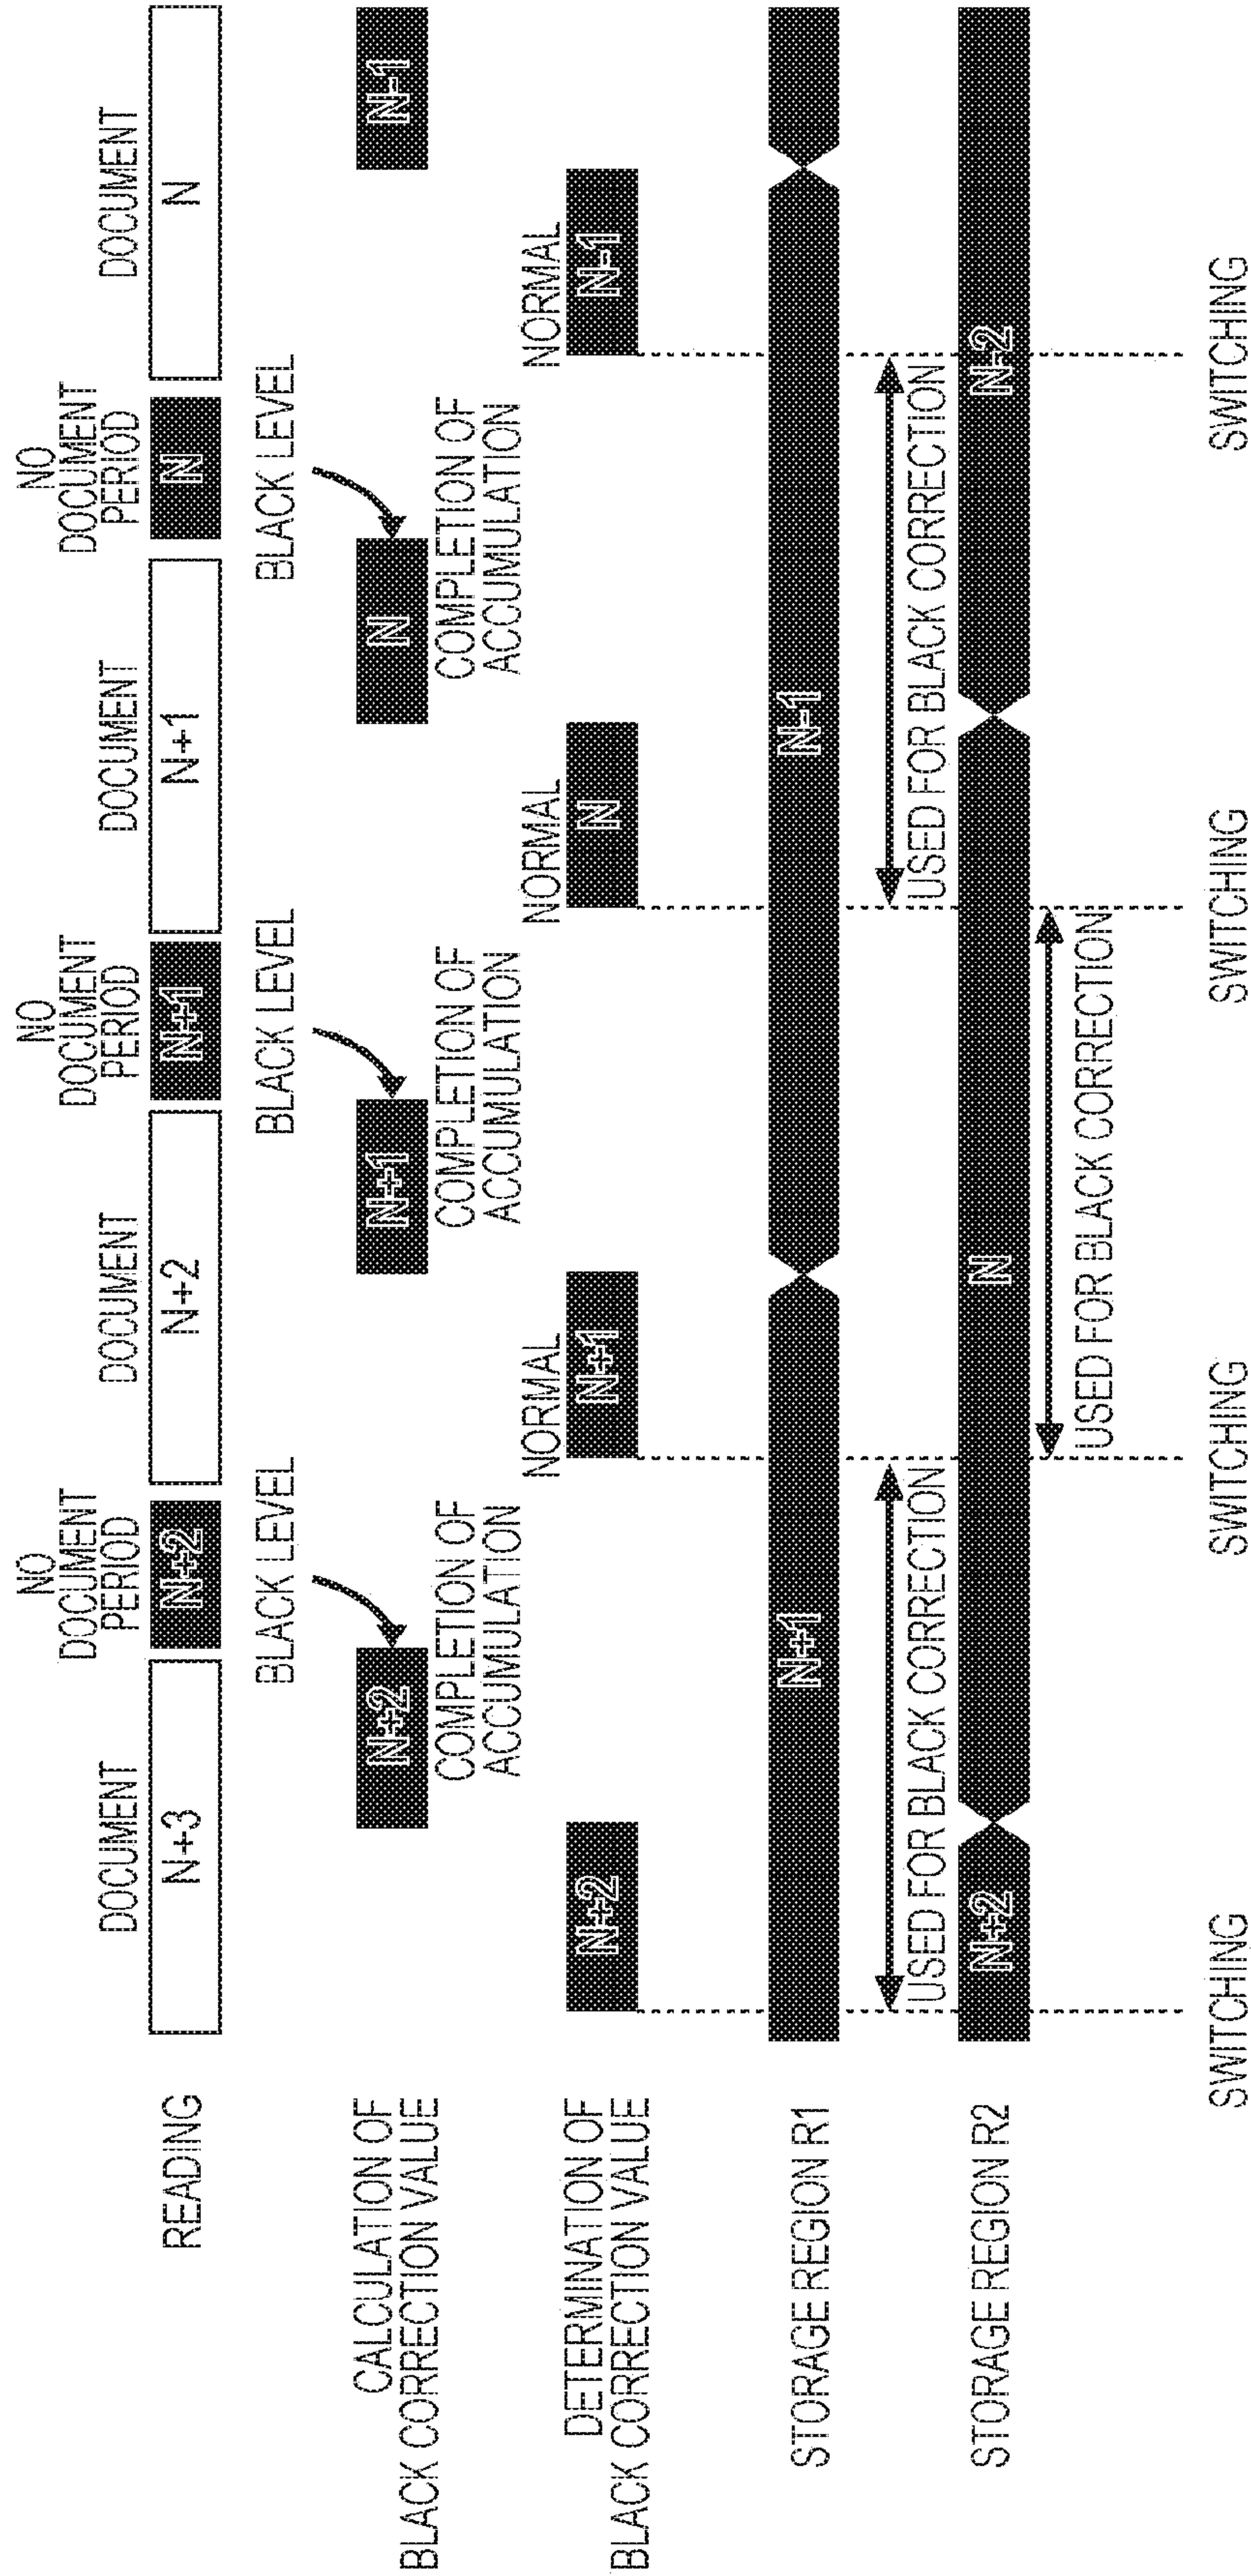 DOCUMENT
NO
DOCUMENT
PERIOD
DOCUMENT
NO
DOCUMENT
PERIOD
DOCUMENT
NO
DOCUMENT
PERIOD
DOCUMENT
READING
N+3
N+2
N+2
N+1
N+1
N
N
BLACK LEVEL
BLACK LEVEL
BLACK LEVEL
CALCULATION OF
BLACK CORRECTION VALUE
N+2
N+1
N
N-1
COMPLETION OF
ACCUMULATION
COMPLETION OF
ACCUMULATION
COMPLETION OF
ACCUMULATION
NORMAL
NORMAL
NORMAL
DETERMINATION OF
BLACK CORRECTION VALUE
N+2
N+1
N
N-1
STORAGE REGION R1
N+1
N-1
USED FOR BLACK CORRECTION
USED FOR BLACK CORRECTION
STORAGE REGION R2
N+2
N
N-2
USED FOR BLACK CORRECTION
SWITCHING
SWITCHING
SWITCHING
SWITCHING